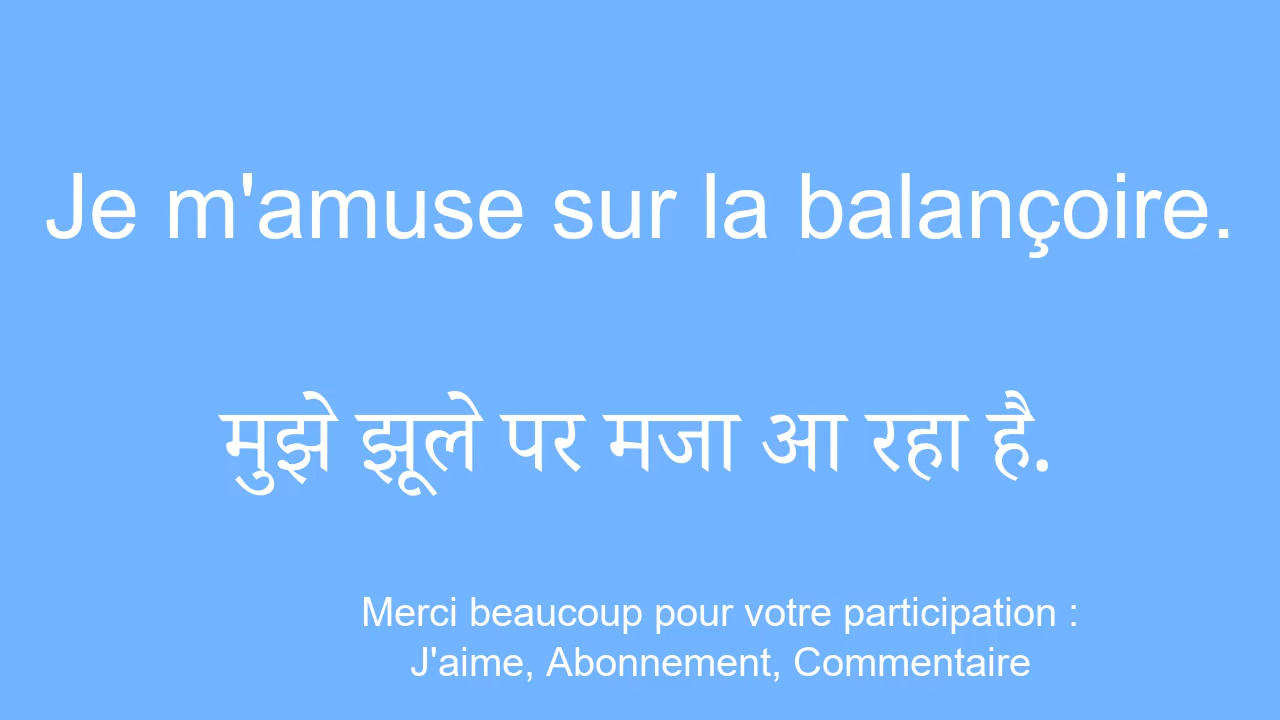 Je m'amuse sur la balançoire.
मुझे झूले पर मजा आ रहा है.
Merci beaucoup pour votre participation :
J'aime, Abonnement, Commentaire